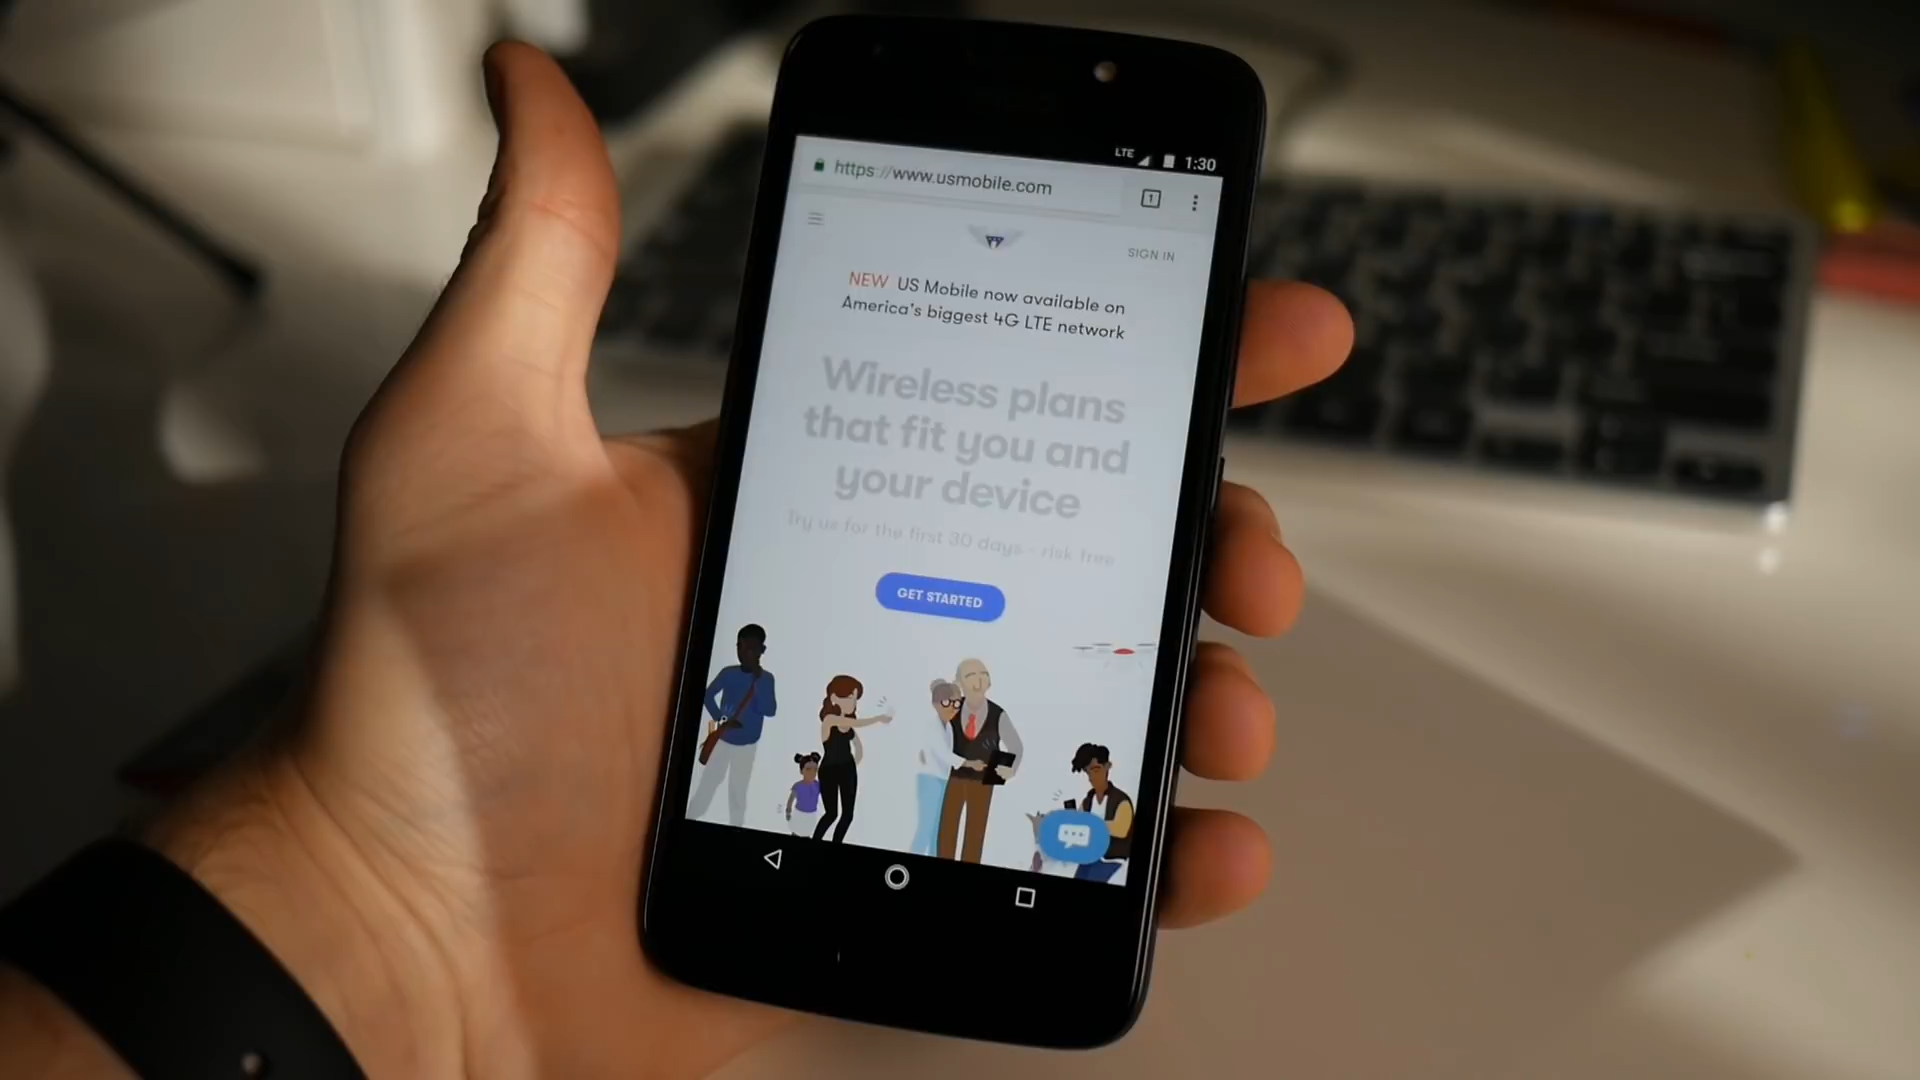 LTE 1:30
https://www.usmobile.com 1
SIGN IN
NEW US Mobile now available on
America's biggest 4G LTE network
Wireless plans
that fit you and
your device
Try us for the first 30 days - risk free
GET STARTED